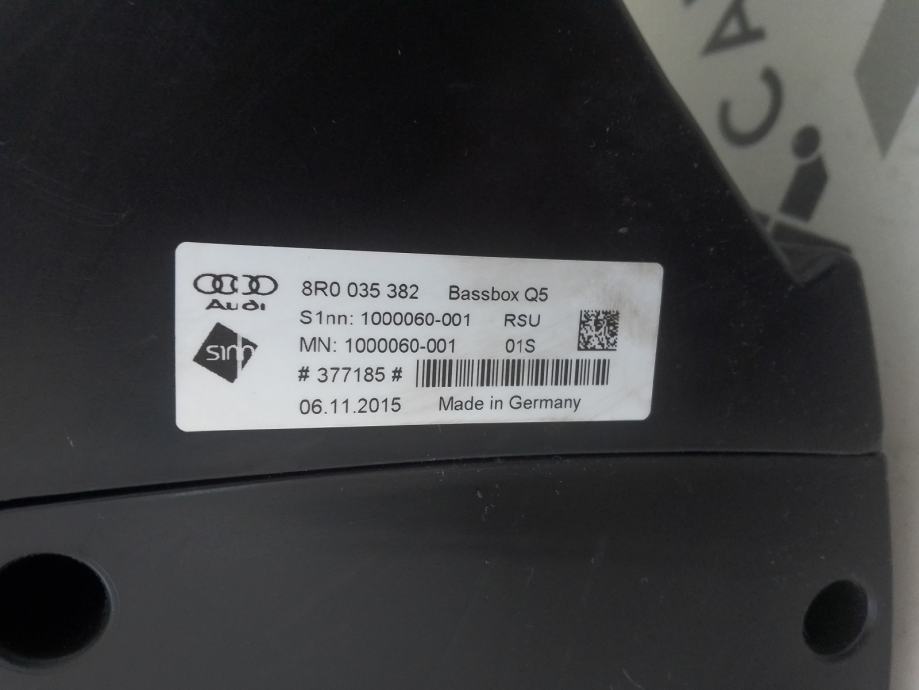 Audi
8R0 035 382 Bassbox Q5
S1nn: 1000060-001 RSU
s1nn
MN: 1000060-001 01S
# 377185 #
06.11.2015 Made in Germany